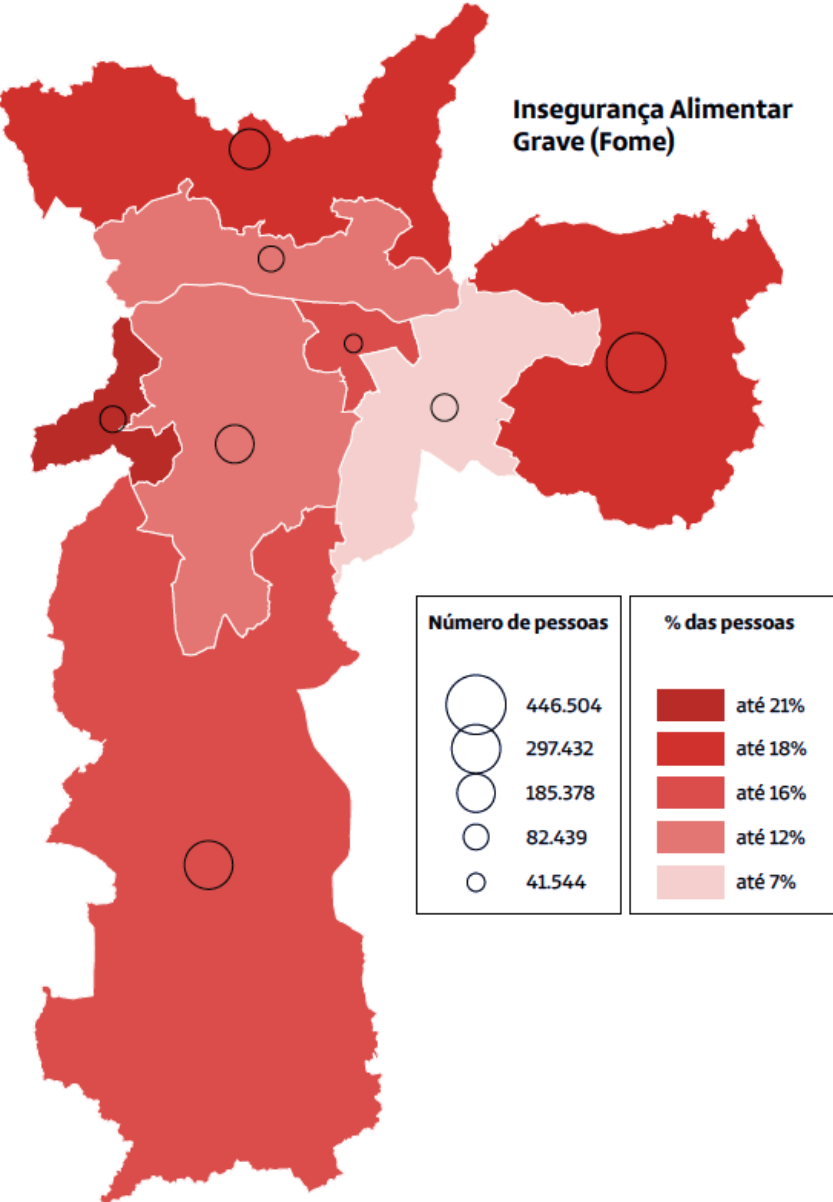 Insegurança Alimentar
Grave (Fome)
Número de pessoas
446.504
297.432
185.378
82.439
41.544
% das pessoas
até 21%
até 18%
até 16%
até 12%
até 7%